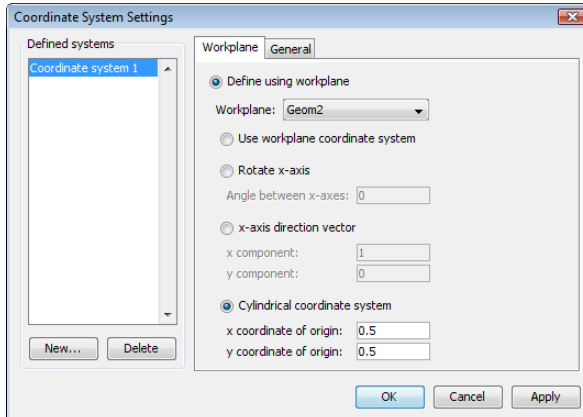 Coordinate System Settings
Defined systems
Coordinate system 1
New...
Delete
Workplane
General
Define using workplane
Workplane: Geom2
Use workplane coordinate system
Rotate x-axis
Angle between x-axes: 0
x-axis direction vector
x component: 1
y component: 0
Cylindrical coordinate system
x coordinate of origin: 0.5
y coordinate of origin: 0.5
OK
Cancel
Apply